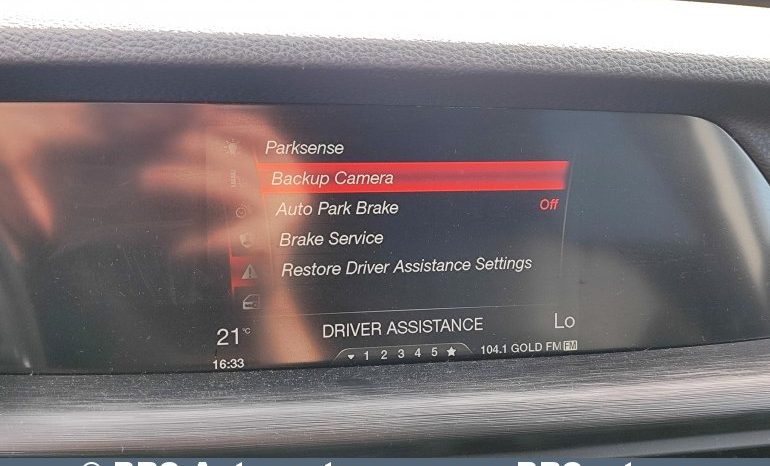 Parksense
Backup Camera
Auto Park Brake Off
Brake Service
Restore Driver Assistance Settings
21°C DRIVER ASSISTANCE Lo
16:33 1 2 3 4 5 ★ 104.1 GOLD FM FM